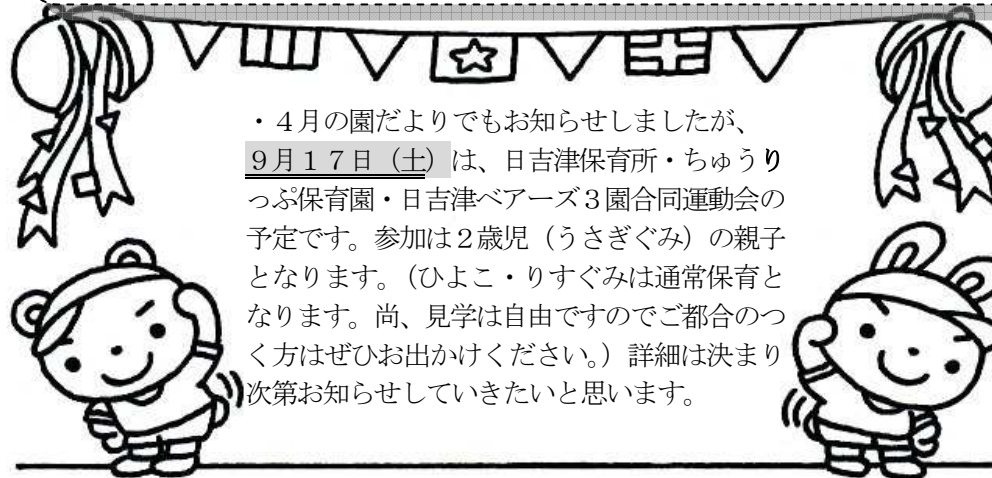 ・４月の園だよりでもお知らせしましたが、
９月１７日（土）は、日吉津保育所・ちゅうり
っぷ保育園・日吉津ベアーズ３園合同運動会の
予定です。参加は２歳児（うさぎぐみ）の親子
となります。（ひよこ・りすぐみは通常保育と
なります。尚、見学は自由ですのでご都合のつ
く方はぜひお出かけください。）詳細は決まり
次第お知らせしていきたいと思います。